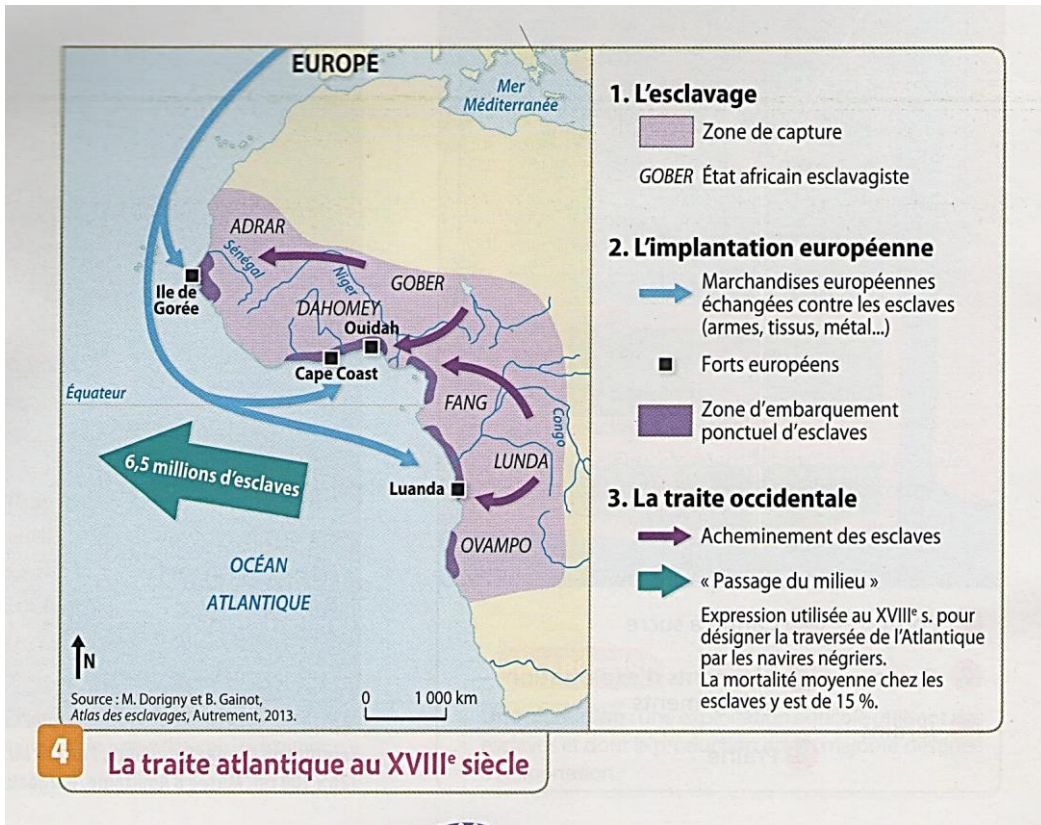 EUROPE
Mer
Méditerranée
ADRAR
Sénégal
Niger
GOBER
Ile de
Gorée
DAHOMEY
Ouidah
Cape Coast
Équateur
FANG
Congo
LUNDA
6,5 millions d'esclaves
Luanda
OVAMPO
OCÉAN
ATLANTIQUE
N
Source : M. Dorigny et B. Gainot,
Atlas des esclavages, Autrement, 2013.
0 1 000 km
1. L'esclavage
Zone de capture
GOBER État africain esclavagiste
2. L'implantation européenne
Marchandises européennes
échangées contre les esclaves
(armes, tissus, métal...)
Forts européens
Zone d'embarquement
ponctuel d'esclaves
3. La traite occidentale
Acheminement des esclaves
« Passage du milieu »
Expression utilisée au XVIIIe s. pour
désigner la traversée de l'Atlantique
par les navires négriers.
La mortalité moyenne chez les
esclaves y est de 15 %.
4 La traite atlantique au XVIIIe siècle